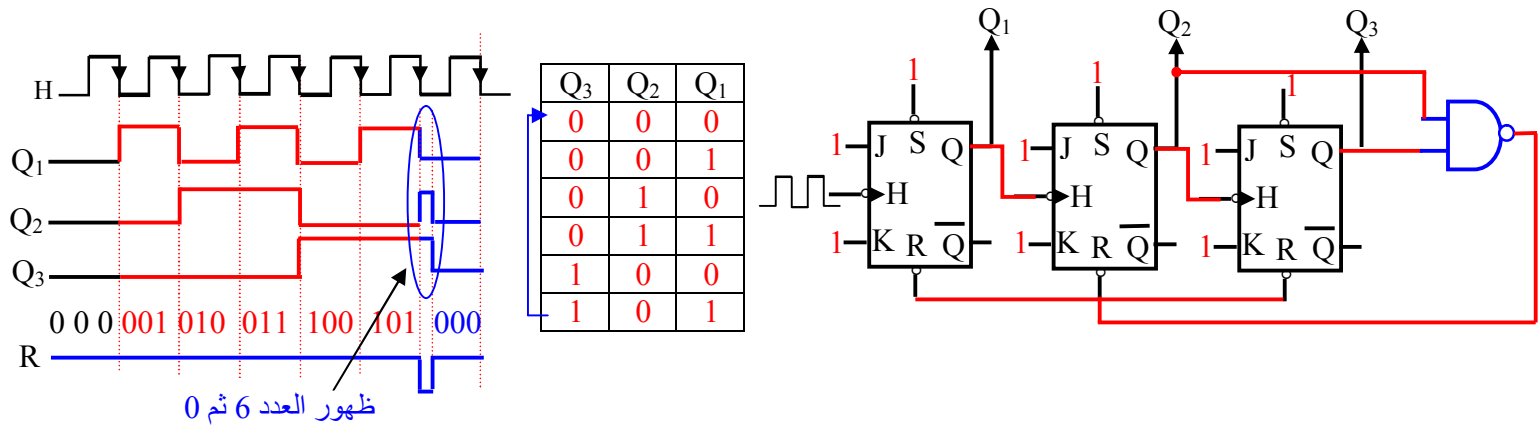 H
Q₁
Q₂
Q₃
0 0 0 001 010 011 100 101 000
R
ظهور العدد 6 ثم 0
Q₃ Q₂ Q₁
0 0 0
0 0 1
0 1 0
0 1 1
1 0 0
1 0 1
Q₁ Q₂ Q₃
1 1 1
1 J S Q 1 J S Q 1 J S Q
H H H
1 K R Q̅ 1 K R Q̅ 1 K R Q̅